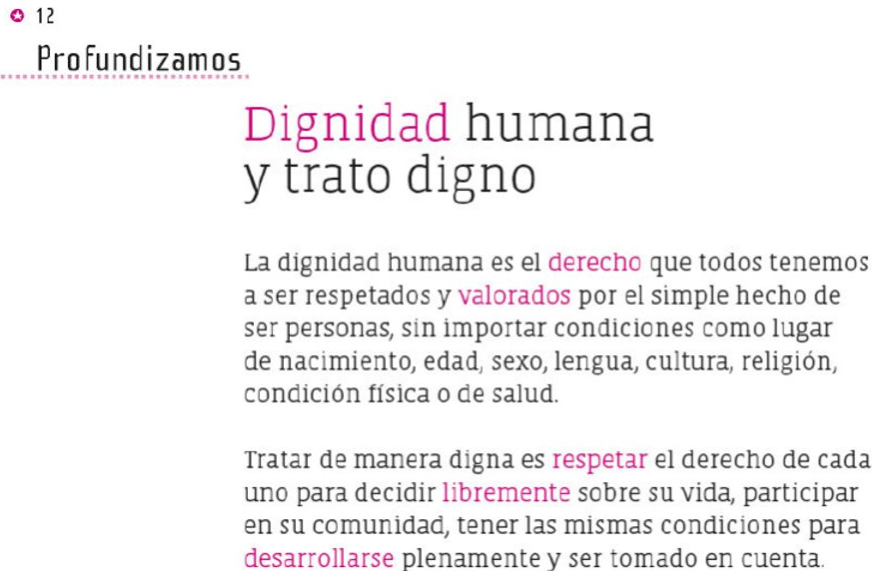 12
Profundizamos
Dignidad humana
y trato digno
La dignidad humana es el derecho que todos tenemos
a ser respetados y valorados por el simple hecho de
ser personas, sin importar condiciones como lugar
de nacimiento, edad, sexo, lengua, cultura, religión,
condición física o de salud.
Tratar de manera digna es respetar el derecho de cada
uno para decidir libremente sobre su vida, participar
en su comunidad, tener las mismas condiciones para
desarrollarse plenamente y ser tomado en cuenta.